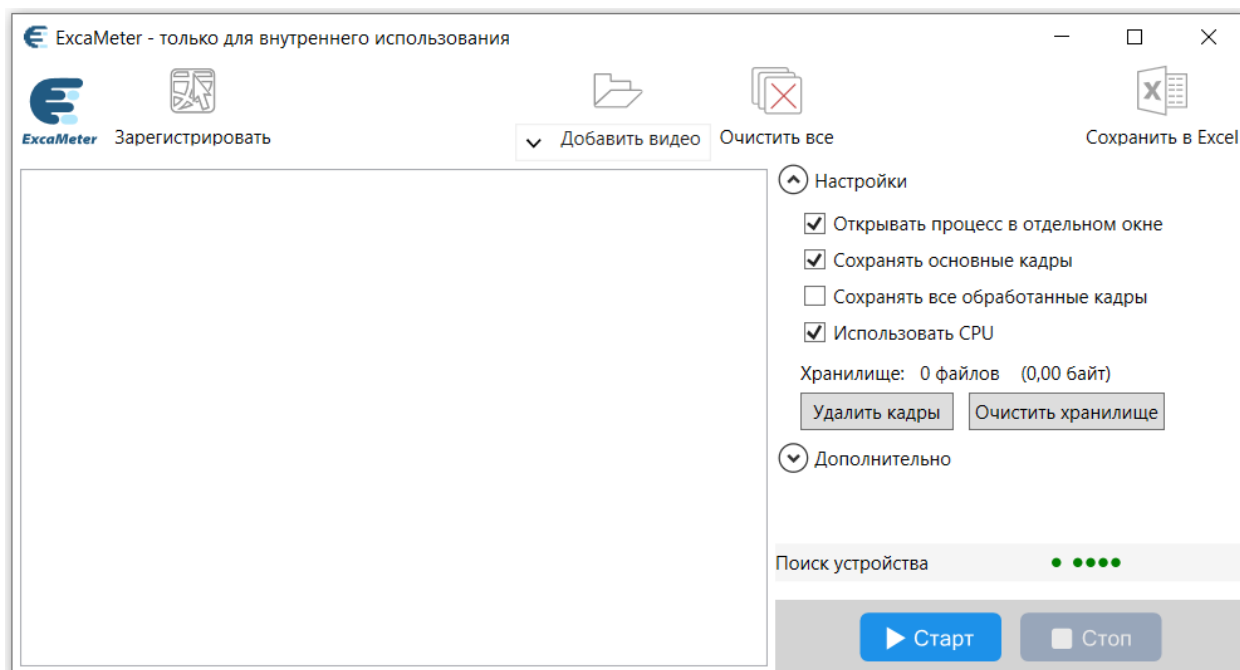 ExcaMeter - только для внутреннего использования
ExcaMeter
Зарегистрировать
Добавить видео
Очистить все
Сохранить в Excel
Настройки
Открывать процесс в отдельном окне
Сохранять основные кадры
Сохранять все обработанные кадры
Использовать CPU
Хранилище: 0 файлов (0,00 байт)
Удалить кадры
Очистить хранилище
Дополнительно
Поиск устройства
Старт
Стоп